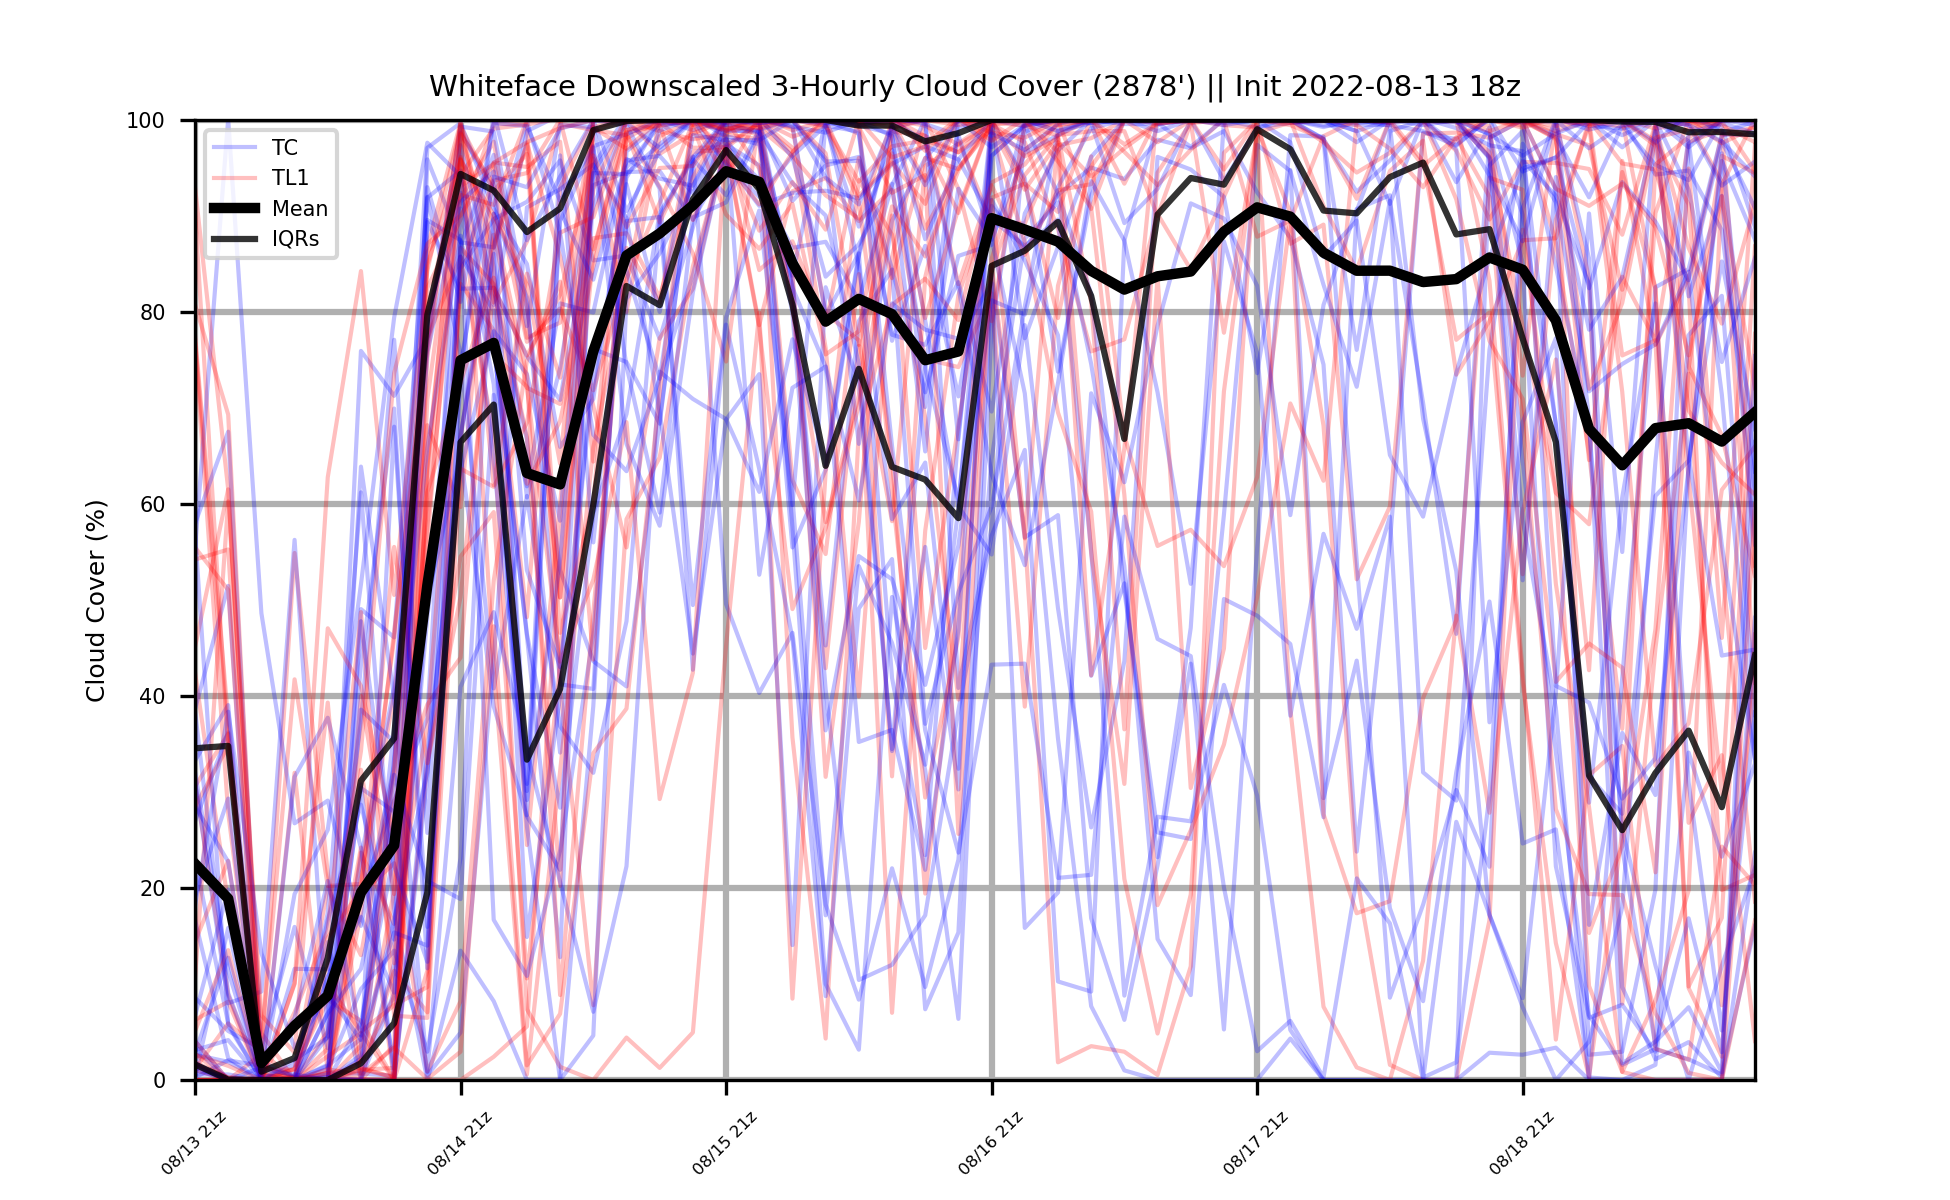 Whiteface Downscaled 3-Hourly Cloud Cover (2878') || Init 2022-08-13 18z
TC
TL1
Mean
IQRs
Cloud Cover (%)
100
80
60
40
20
0
08/13 21z
08/14 21z
08/15 21z
08/16 21z
08/17 21z
08/18 21z